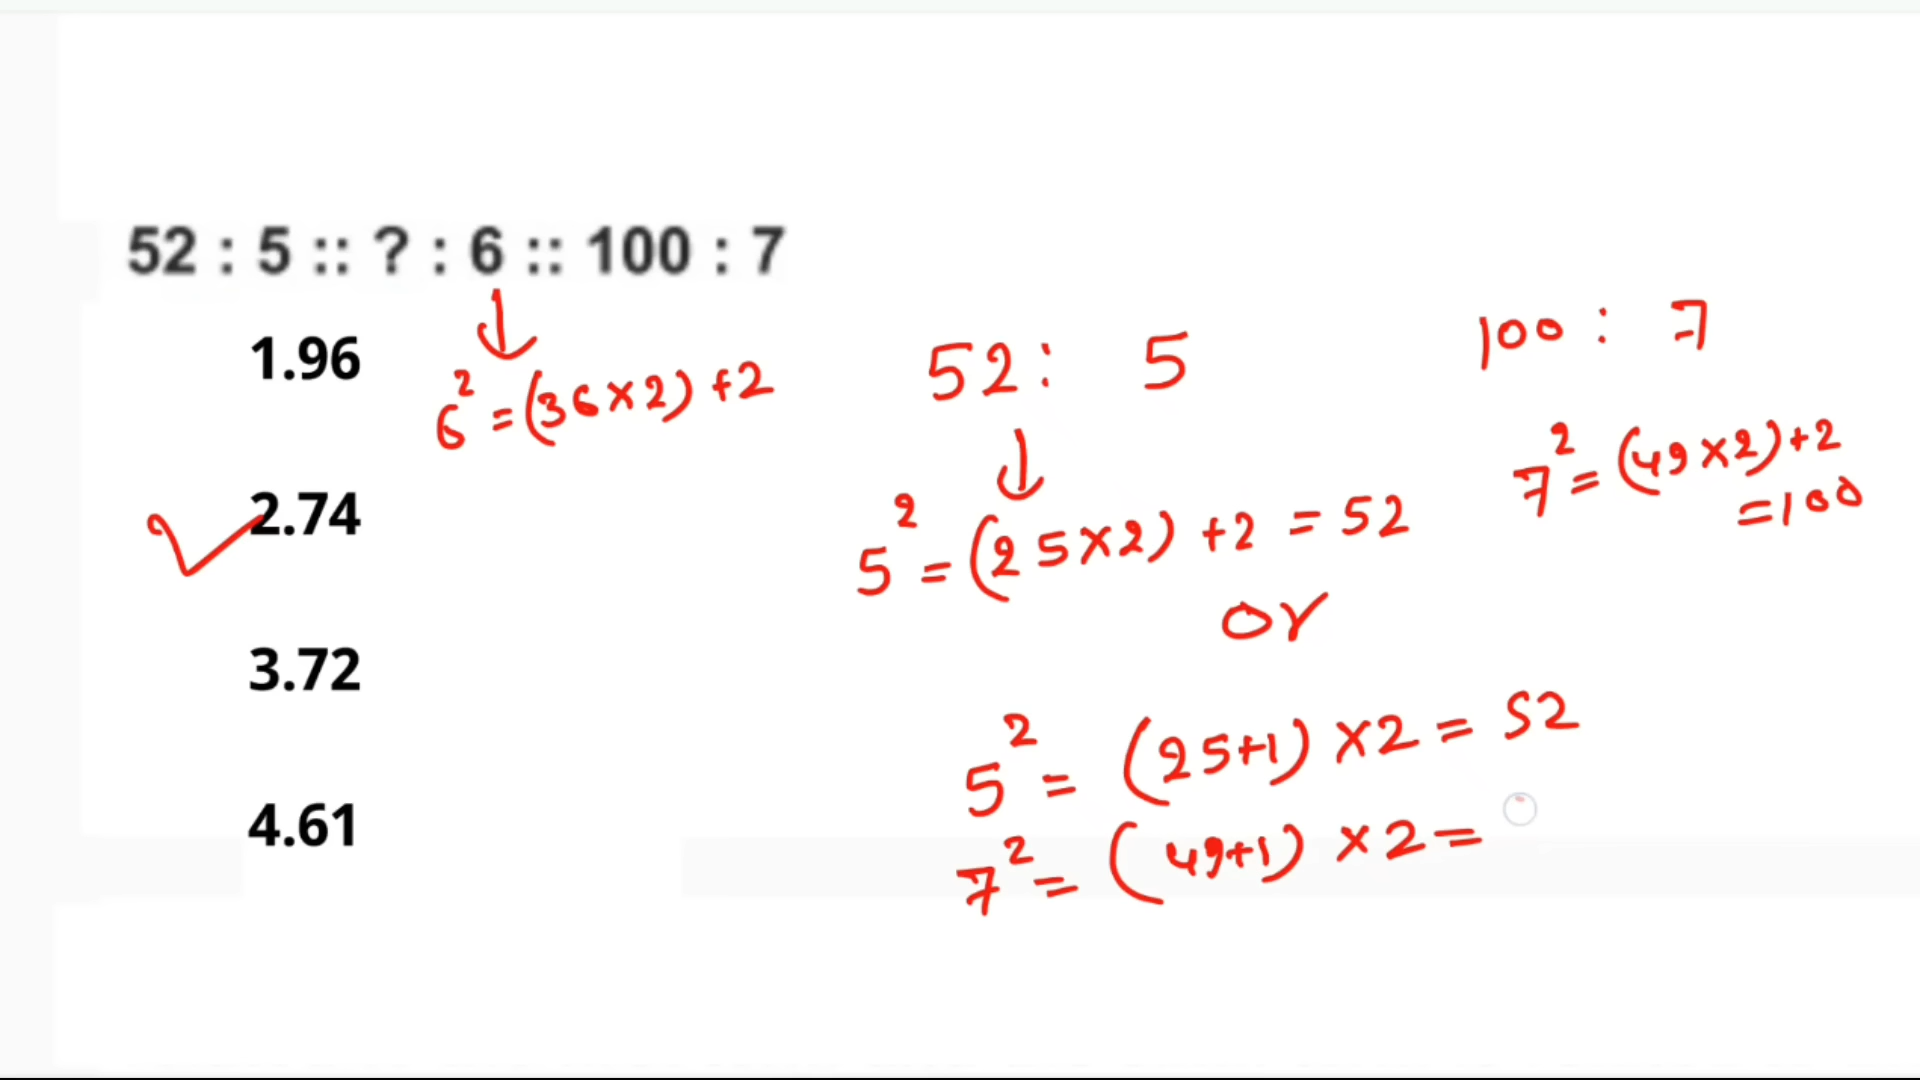 52 : 5 :: ? : 6 :: 100 : 7
1.96
6² = (36×2) +2
52 : 5
100 : 7
2.74
5² = (25×2) +2 = 52
7² = (49×2)+2
=100
or
3.72
5² = (25+1) ×2 = 52
4.61
7² = (49+1) ×2 =